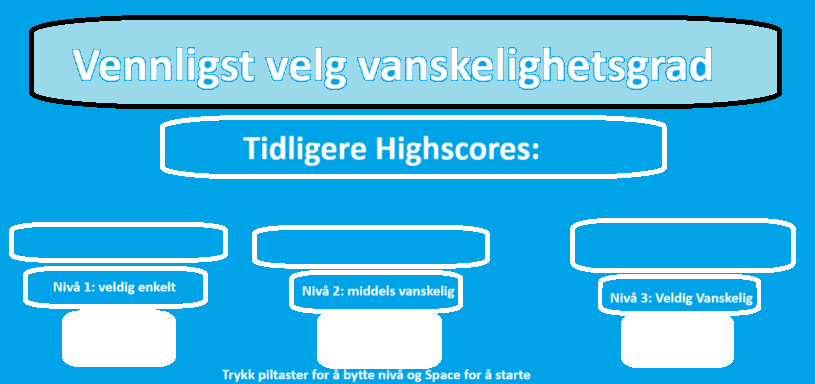 Vennligst velg vanskelighetsgrad
Tidligere Highscores:
Nivå 1: veldig enkelt
Nivå 2: middels vanskelig
Nivå 3: Veldig Vanskelig
Trykk piltaster for å bytte nivå og Space for å starte